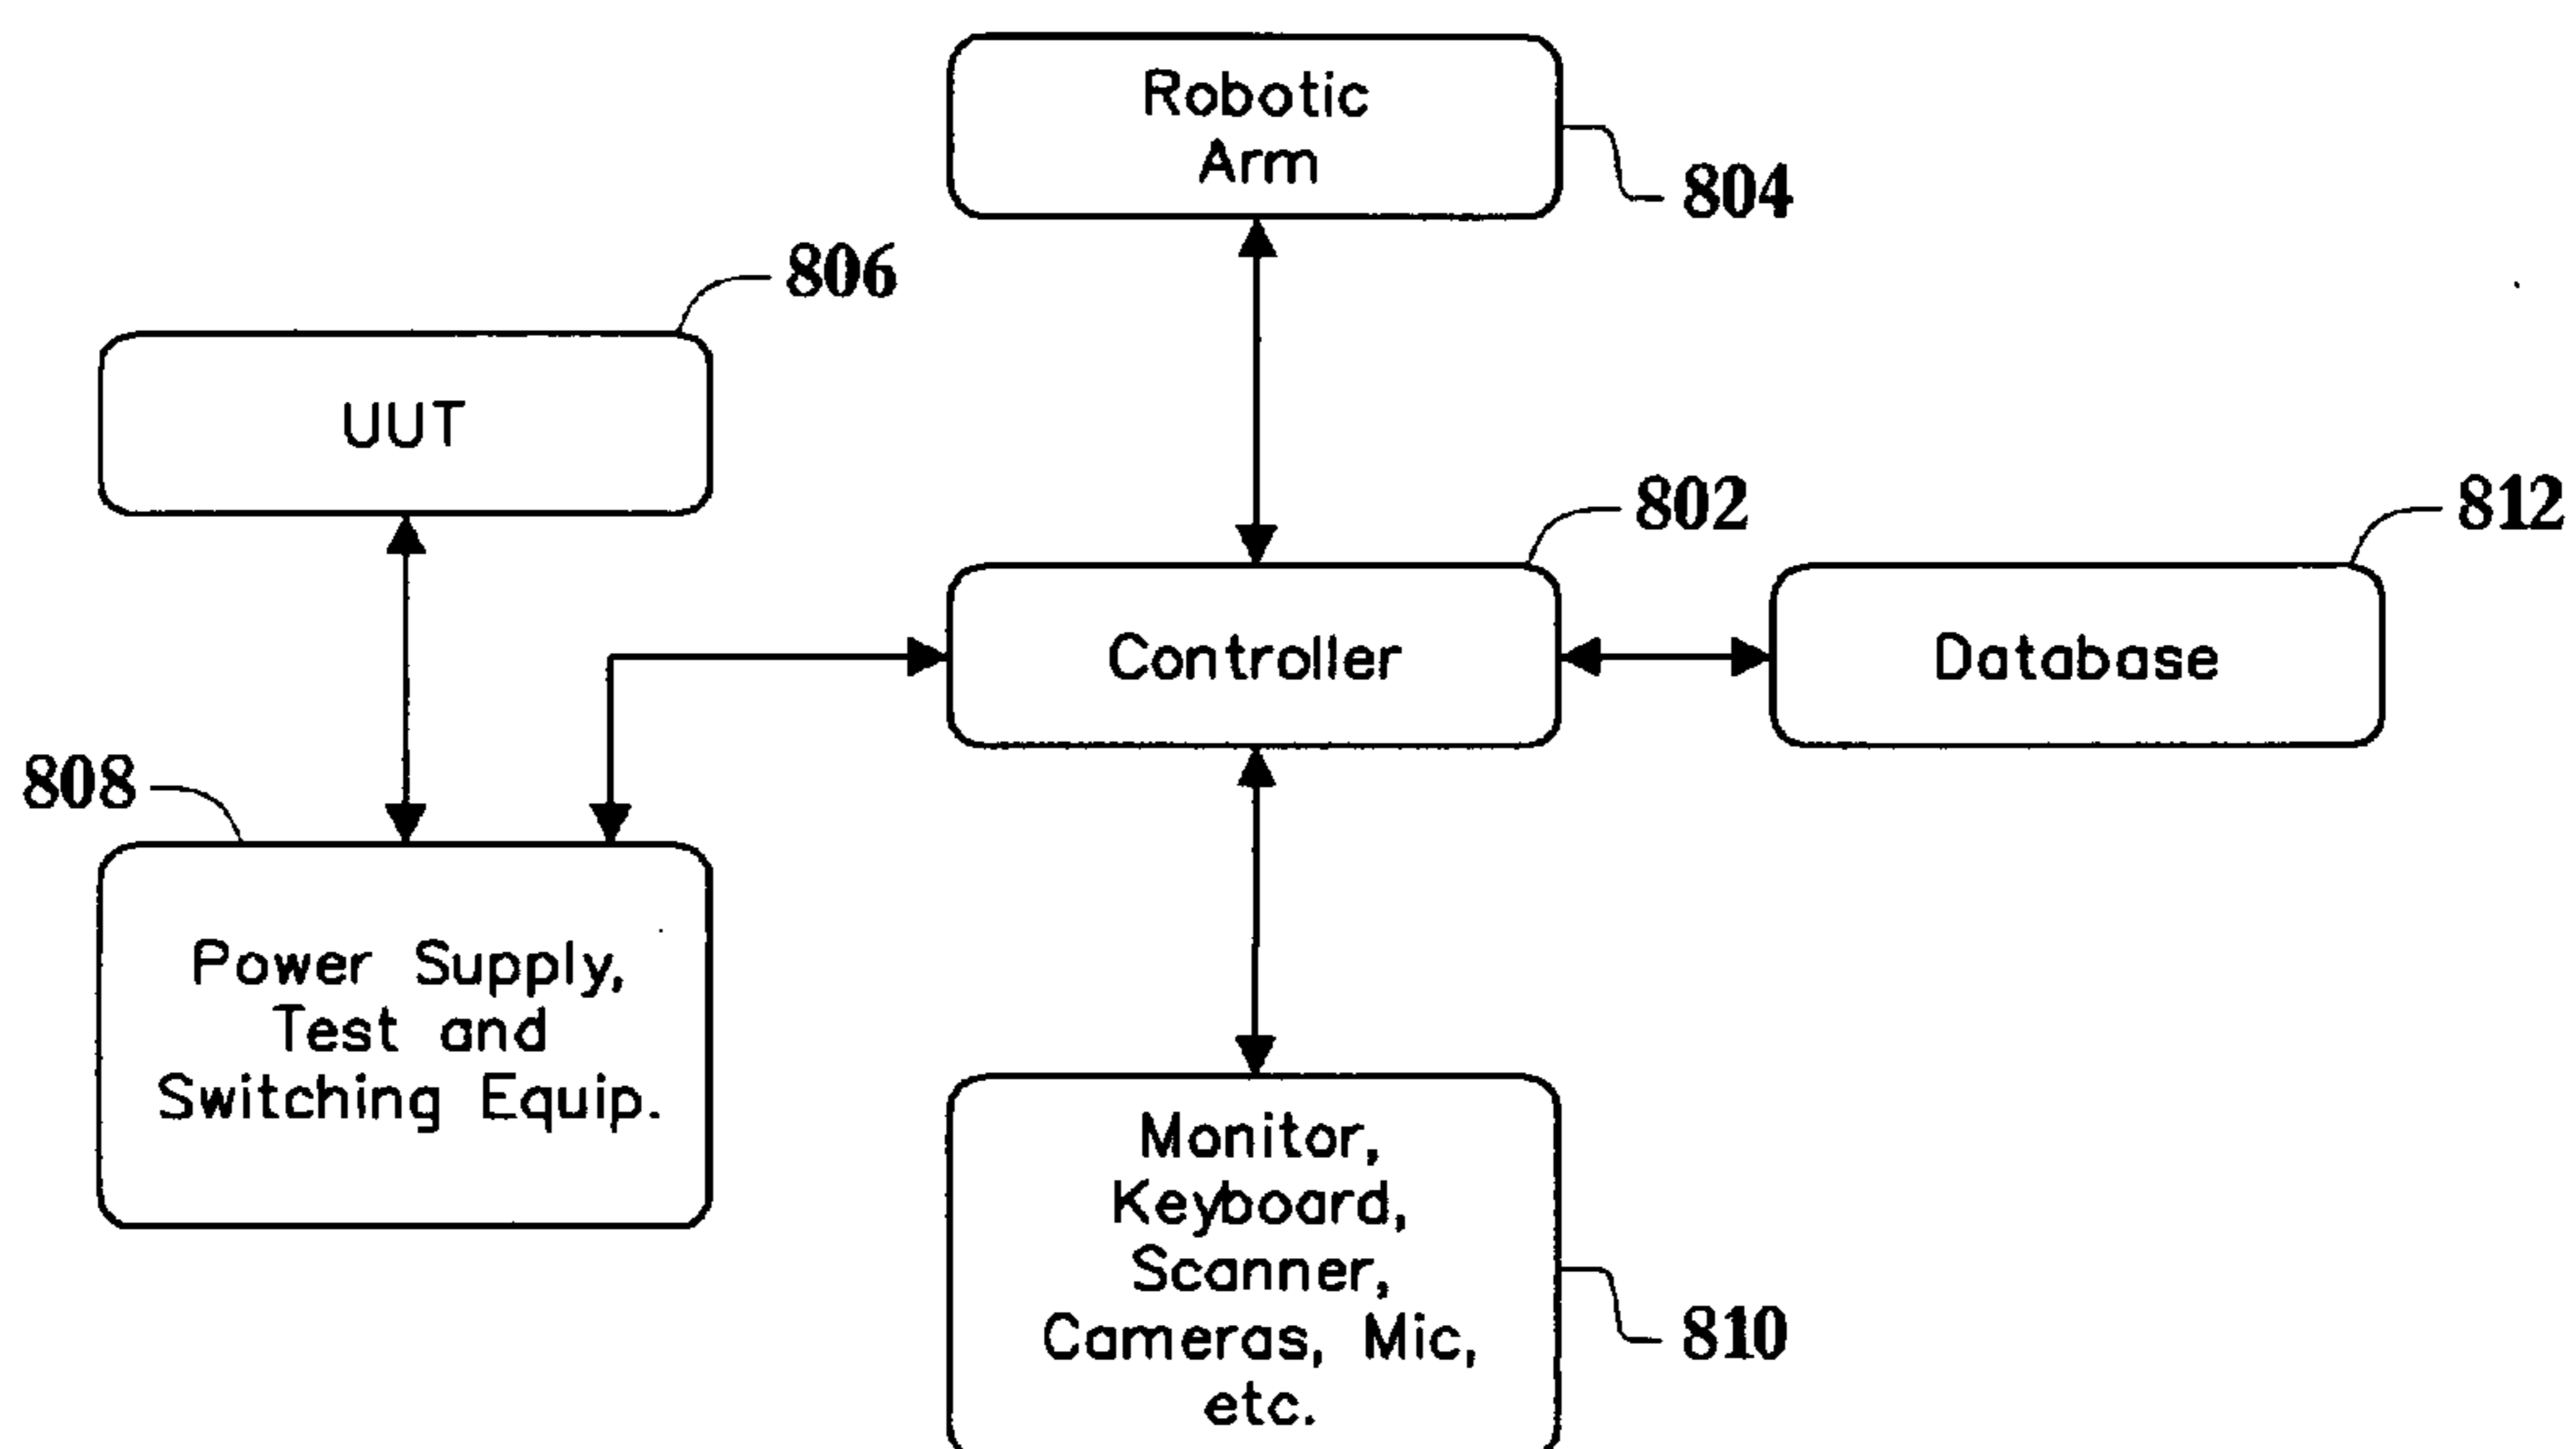 Robotic
Arm
804
806
UUT
802
812
Controller
Database
808
Power Supply,
Test and
Switching Equip.
Monitor,
Keyboard,
Scanner,
Cameras, Mic,
etc.
810